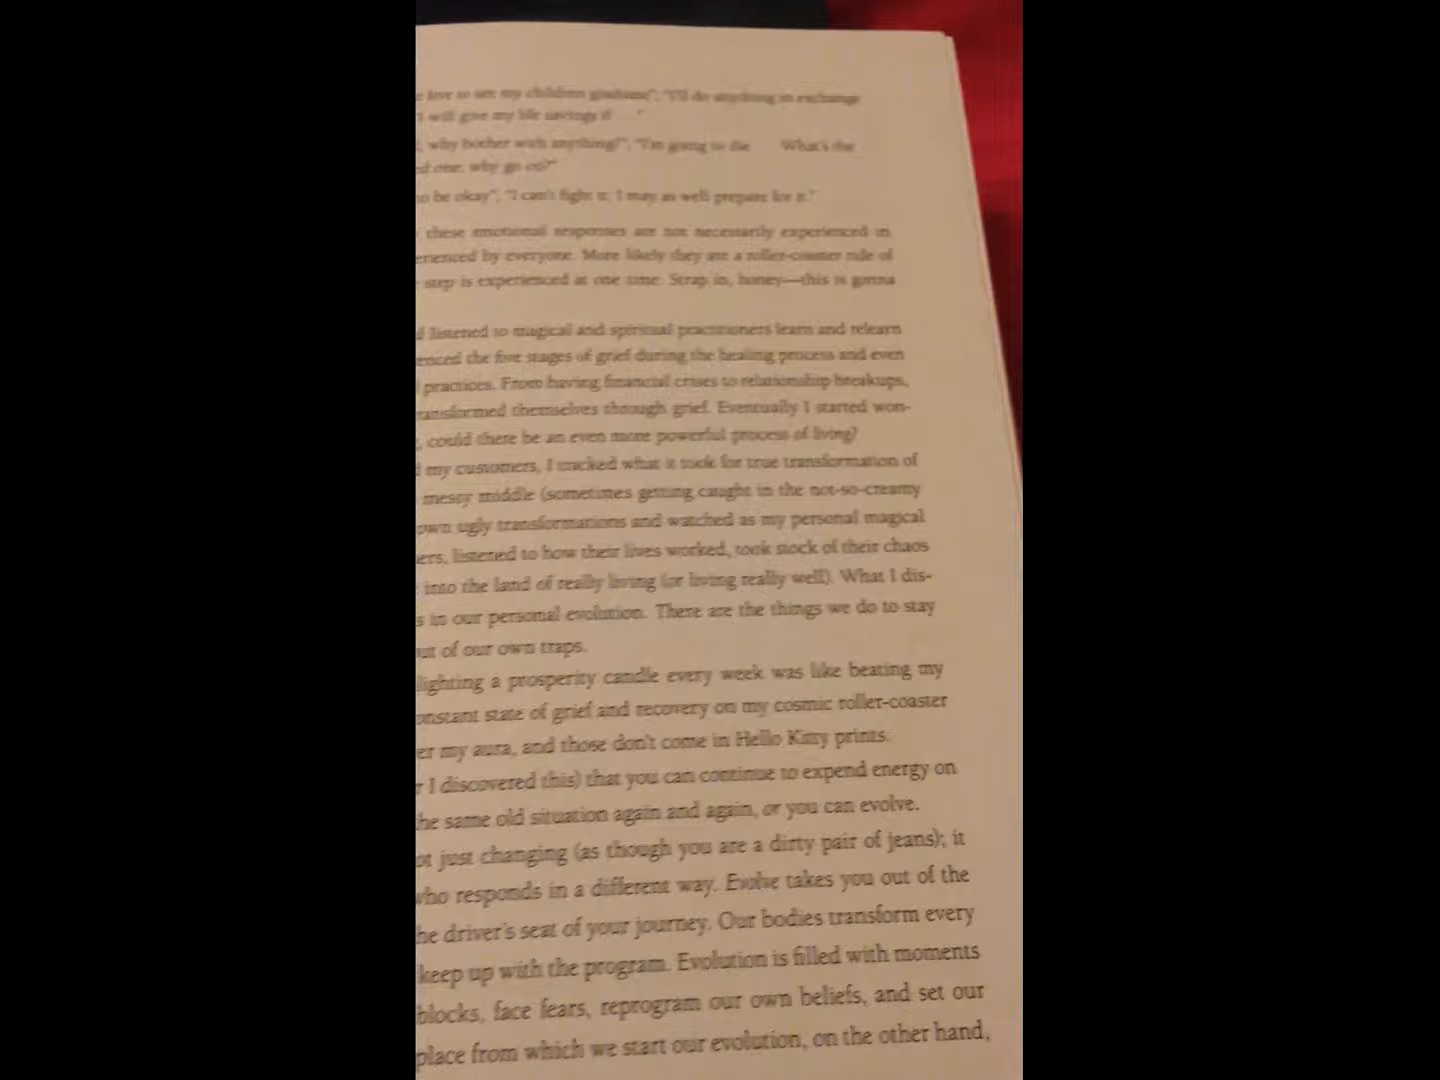 live to see my children graduate"; "I'll do anything in exchange
I will give my life savings if ..."
, why bother with anything?"; "I'm going to die What's the
one, why go on?"
to be okay"; "I can't fight it; I may as well prepare for it."
these emotional responses are not necessarily experienced in
erienced by everyone. More likely they are a roller-coaster ride of
step is experienced at one time. Strap in, honey—this is gonna
listened to magical and spiritual practitioners learn and relearn
enced the five stages of grief during the healing process and even
practices. From having financial crises to relationship breakups,
ransformed themselves through grief. Eventually I started won-
, could there be an even more powerful process of living?
my customers, I tracked what it took for true transformation of
messy middle (sometimes getting caught in the not-so-creamy
own ugly transformations and watched as my personal magical
ers, listened to how their lives worked, took stock of their chaos
into the land of really living (or living really well). What I dis-
s in our personal evolution. There are the things we do to stay
ut of our own traps.
lighting a prosperity candle every week was like beating my
onstant state of grief and recovery on my cosmic roller-coaster
er my aura, and those don't come in Hello Kitty prints.
r I discovered this) that you can continue to expend energy on
he same old situation again and again, or you can evolve.
ot just changing (as though you are a dirty pair of jeans); it
who responds in a different way. Evolve takes you out of the
he driver's seat of your journey. Our bodies transform every
keep up with the program. Evolution is filled with moments
blocks, face fears, reprogram our own beliefs, and set our
place from which we start our evolution, on the other hand,